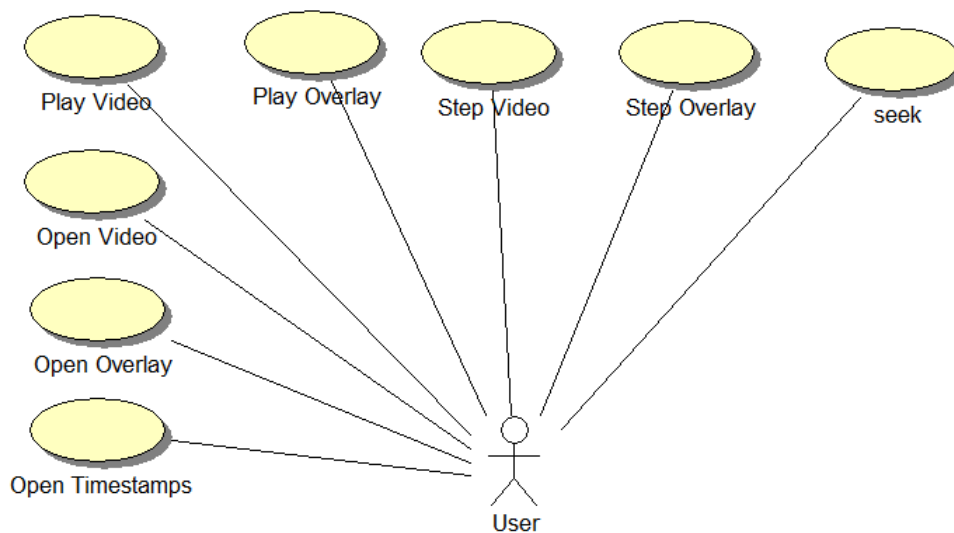 Play Video
Play Overlay
Step Video
Step Overlay
seek
Open Video
Open Overlay
Open Timestamps
User